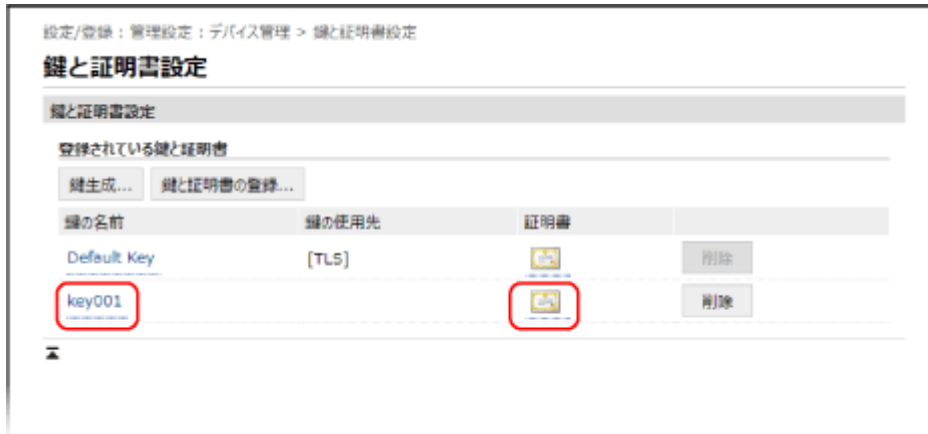 設定/登録 : 管理設定 : デバイス管理 > 鍵と証明書設定
鍵と証明書設定
鍵と証明書設定
登録されている鍵と証明書
鍵生成... 鍵と証明書の登録...
鍵の名前 鍵の使用先 証明書
Default Key [TLS] 削除
key001 削除